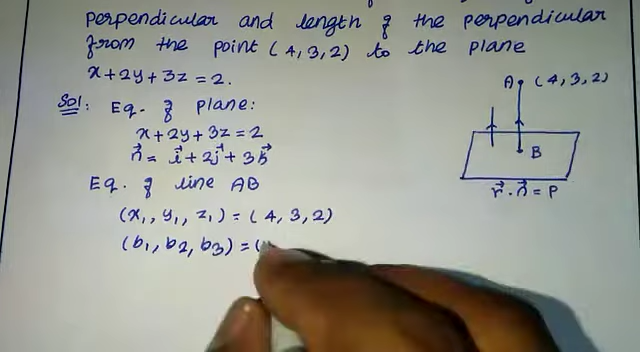 perpendicular and length of the perpendicular
from the point (4,3,2) to the plane
x+2y+3z=2.
Sol: Eq. of plane:
x+2y+3z=2
n⃗ = i⃗+2j⃗+3k⃗
Eq. of line AB
(x₁, y₁, z₁) = (4, 3, 2)
(b₁, b₂, b₃) = (
A (4,3,2)
B
r⃗.n⃗ = P